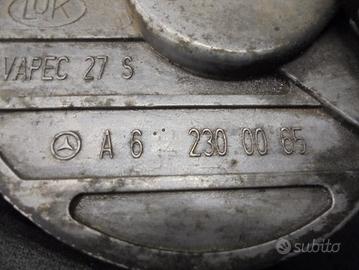 LUK
VAPEC 27 S
A 6 230 00 65
subito